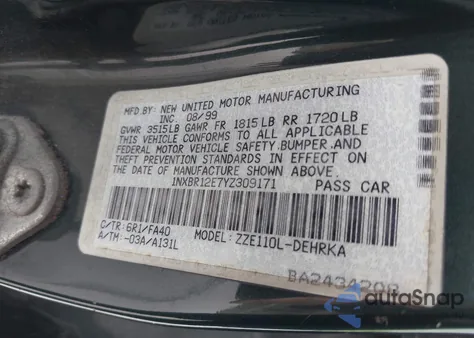 MFD.BY: NEW UNITED MOTOR MANUFACTURING
INC. 08/99
GVWR 3515LB GAWR FR 1815LB RR 1720LB
THIS VEHICLE CONFORMS TO ALL APPLICABLE
FEDERAL MOTOR VEHICLE SAFETY,BUMPER,AND
THEFT PREVENTION STANDARDS IN EFFECT ON
THE DATE OF MANUFACTURE SHOWN ABOVE.
1NXBR12E7YZ309171 PASS CAR
C/TR: 6R1/FA40
A/TM: -03A/A131L MODEL: ZZE110L-DEHRKA
autoSnap